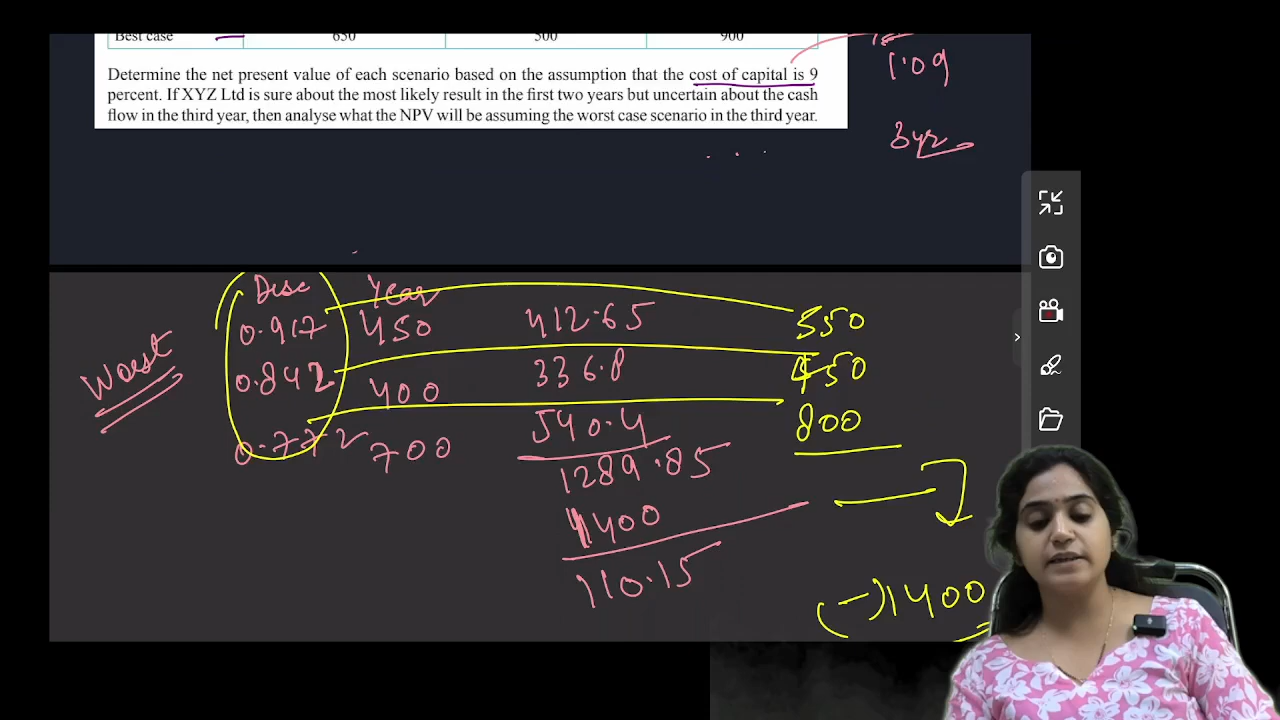 Best case 650 500 900
Determine the net present value of each scenario based on the assumption that the cost of capital is 9
percent. If XYZ Ltd is sure about the most likely result in the first two years but uncertain about the cash
flow in the third year, then analyse what the NPV will be assuming the worst case scenario in the third year.
1.09
3yr
Disc Year
0.917 450 412.65 550
Worst
0.842 400 336.8 450
0.772 700 540.4 800
1289.85
1400
110.15
(-)1400